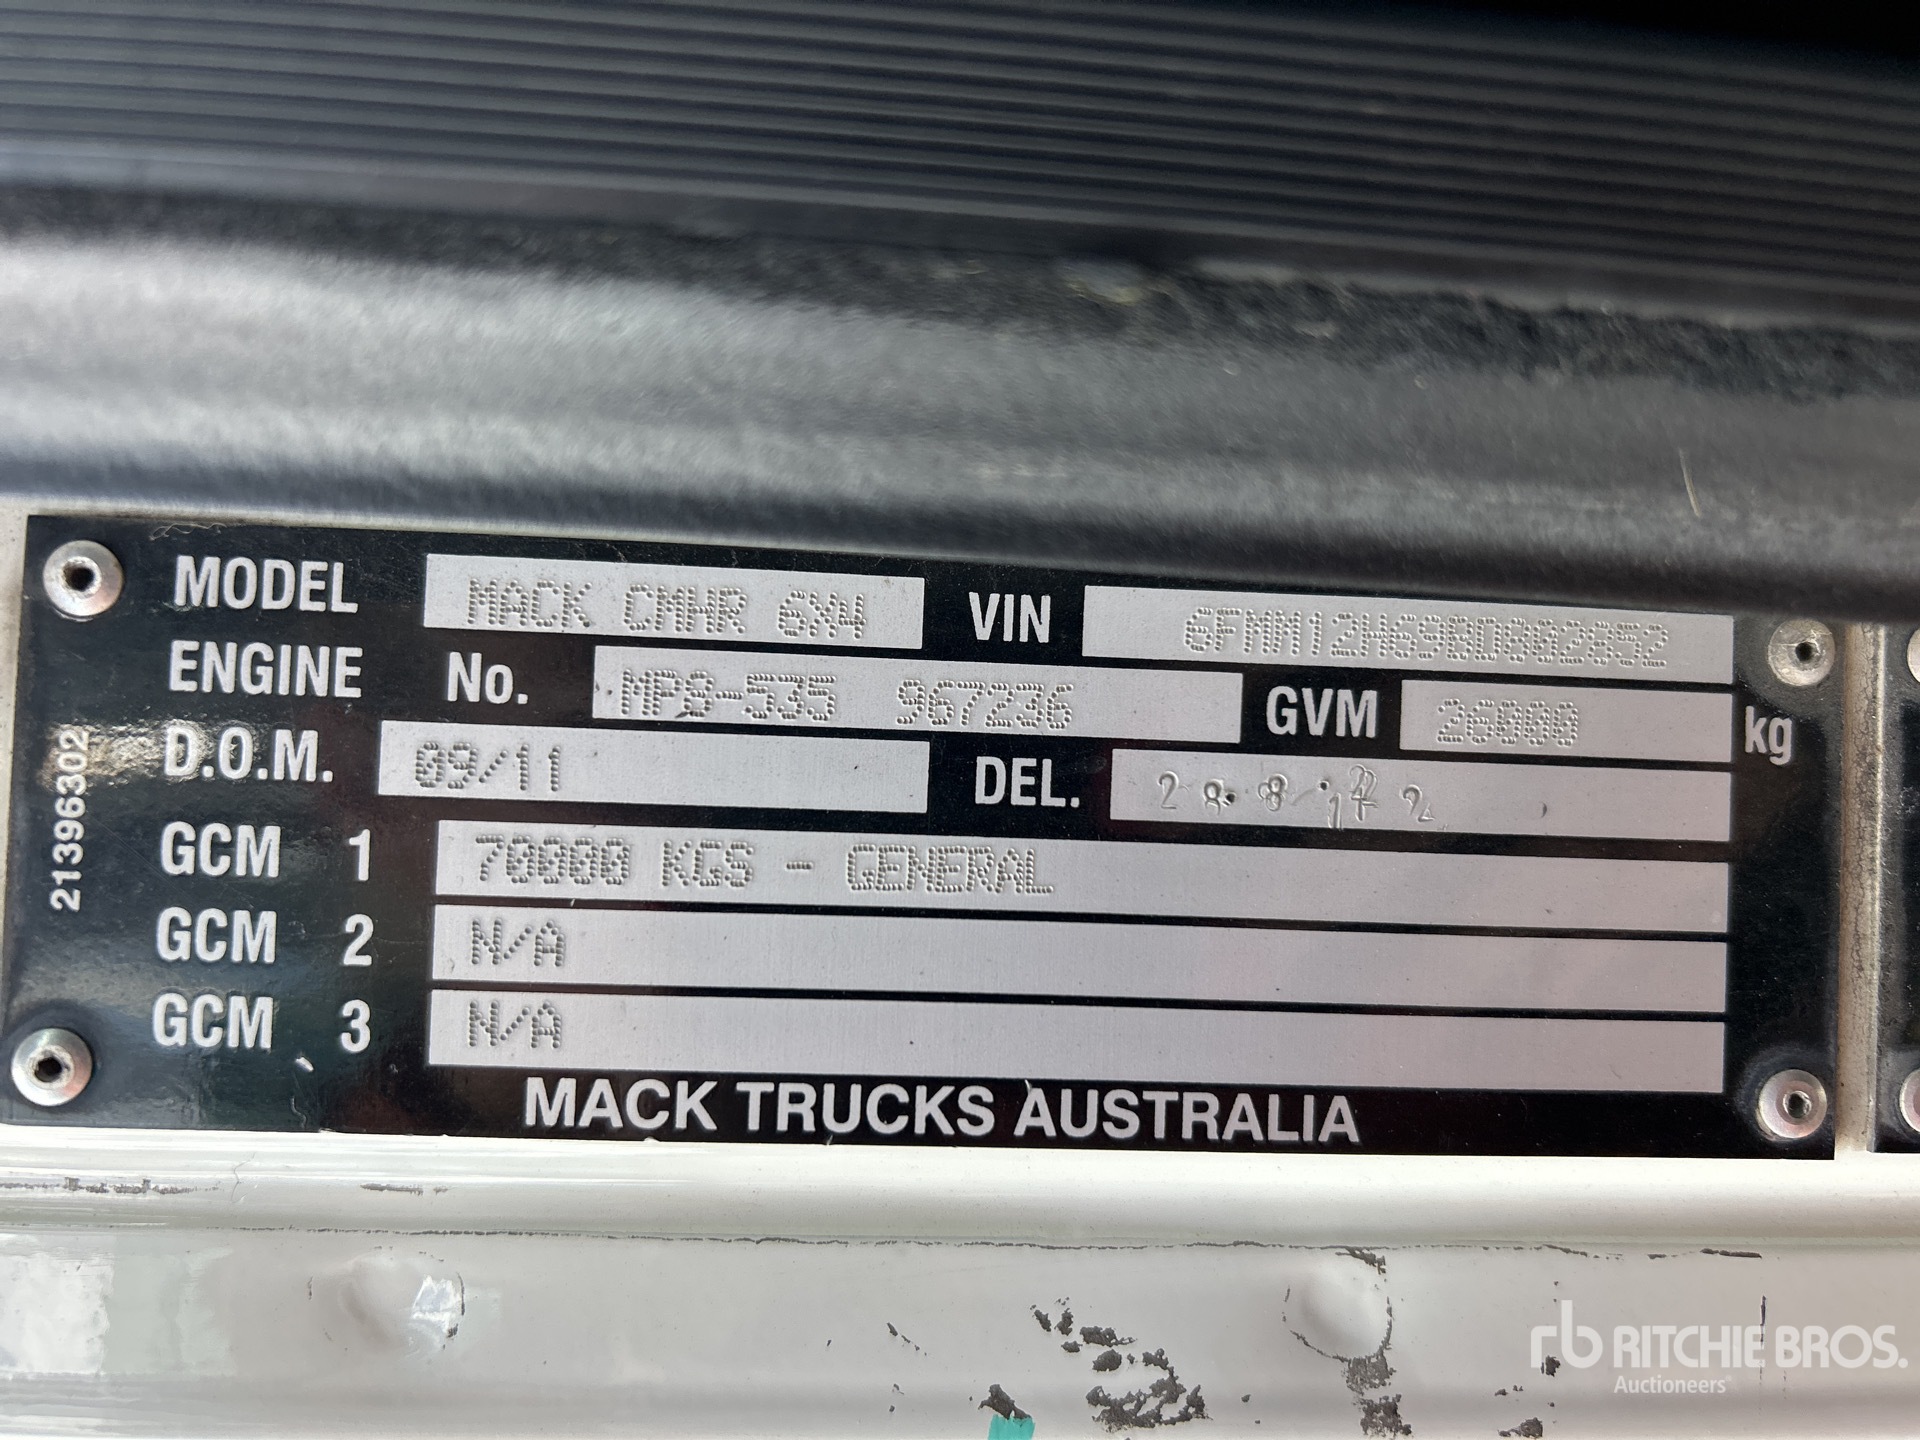 MODEL MACK CMHR 6X4 VIN 6FMM12H69BD802852
ENGINE No. MP8-535 967236 GVM 26000 kg
D.O.M. 09/11 DEL.
GCM 1 70000 KGS - GENERAL
GCM 2 N/A
GCM 3 N/A
MACK TRUCKS AUSTRALIA
21396302
rb RITCHIE BROS.
Auctioneers